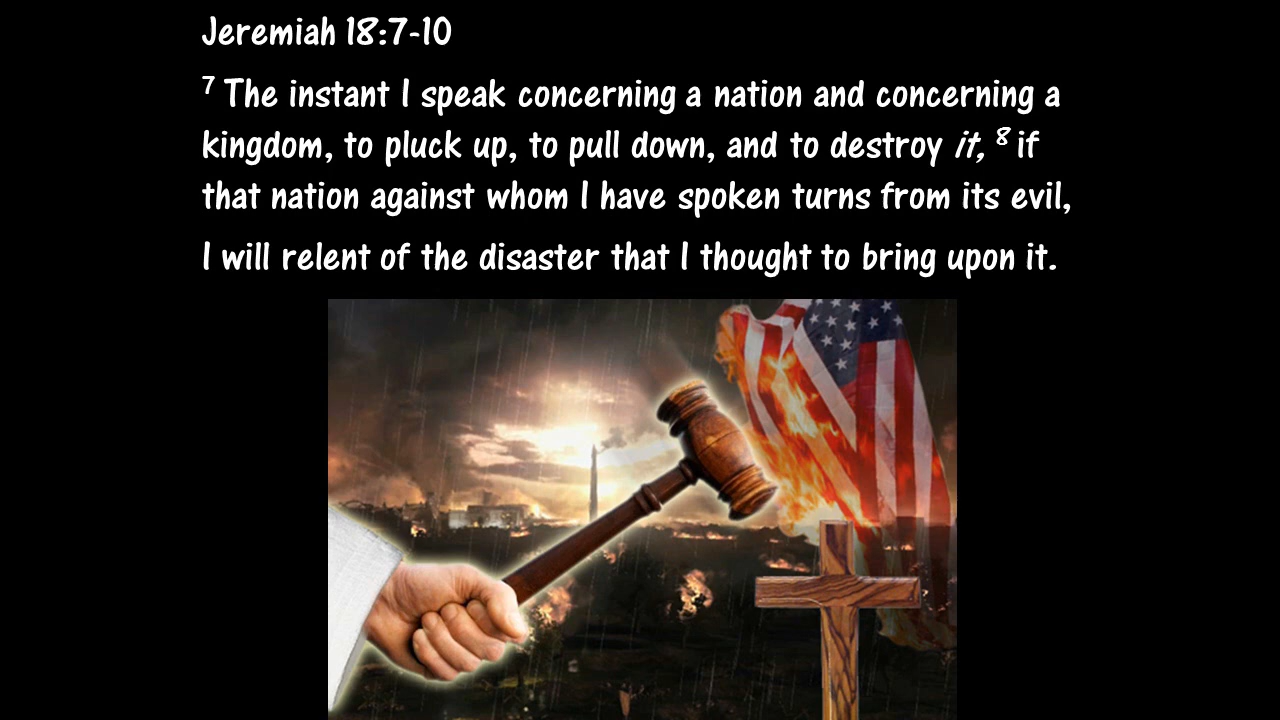 Jeremiah 18:7-10
7 The instant I speak concerning a nation and concerning a
kingdom, to pluck up, to pull down, and to destroy it, 8 if
that nation against whom I have spoken turns from its evil,
I will relent of the disaster that I thought to bring upon it.